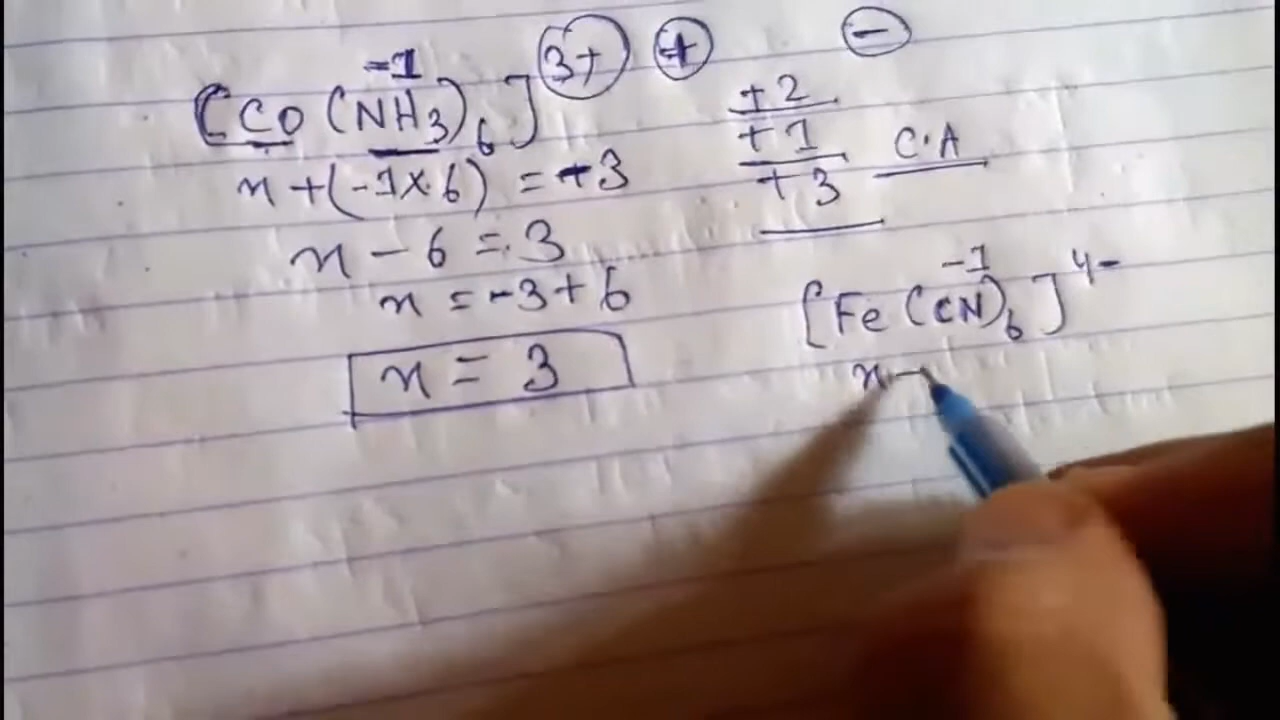 -1
[CO(NH3)6]3+ + -
x+(-1×6) = +3
x - 6 = 3
x = -3+6
x = 3
+2
+1 C.A
+3
-1
[Fe(CN)6]4-
x -